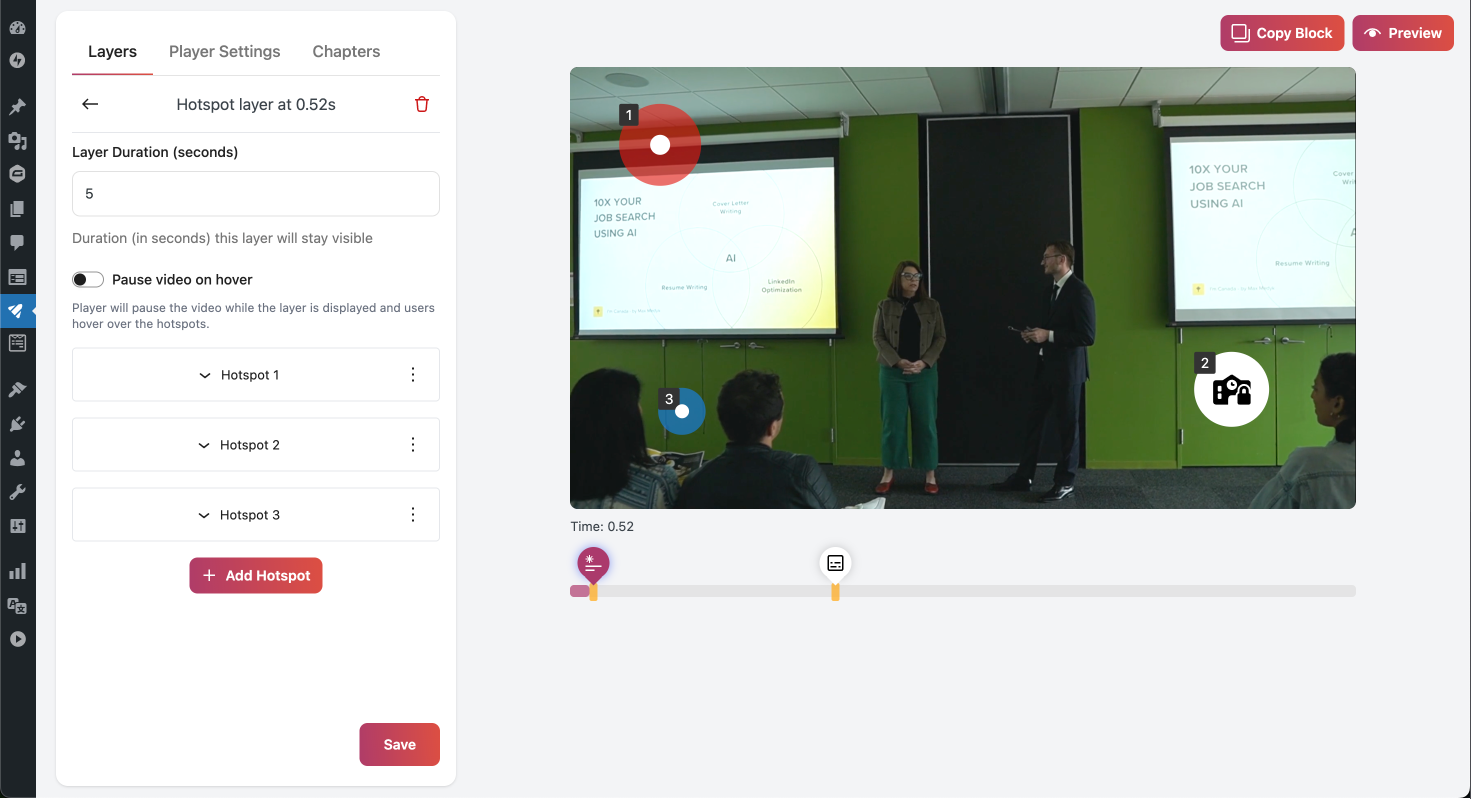 Layers Player Settings Chapters
Hotspot layer at 0.52s
Layer Duration (seconds)
5
Duration (in seconds) this layer will stay visible
Pause video on hover
Player will pause the video while the layer is displayed and users
hover over the hotspots.
Hotspot 1
Hotspot 2
Hotspot 3
Add Hotspot
Save
Copy Block
Preview
1
10X YOUR
JOB SEARCH
USING AI
Cover Letter
Writing
AI
Resume Writing
LinkedIn
Optimization
10X YOUR
JOB SEARCH
USING AI
Resume Writing
2
3
Time: 0.52